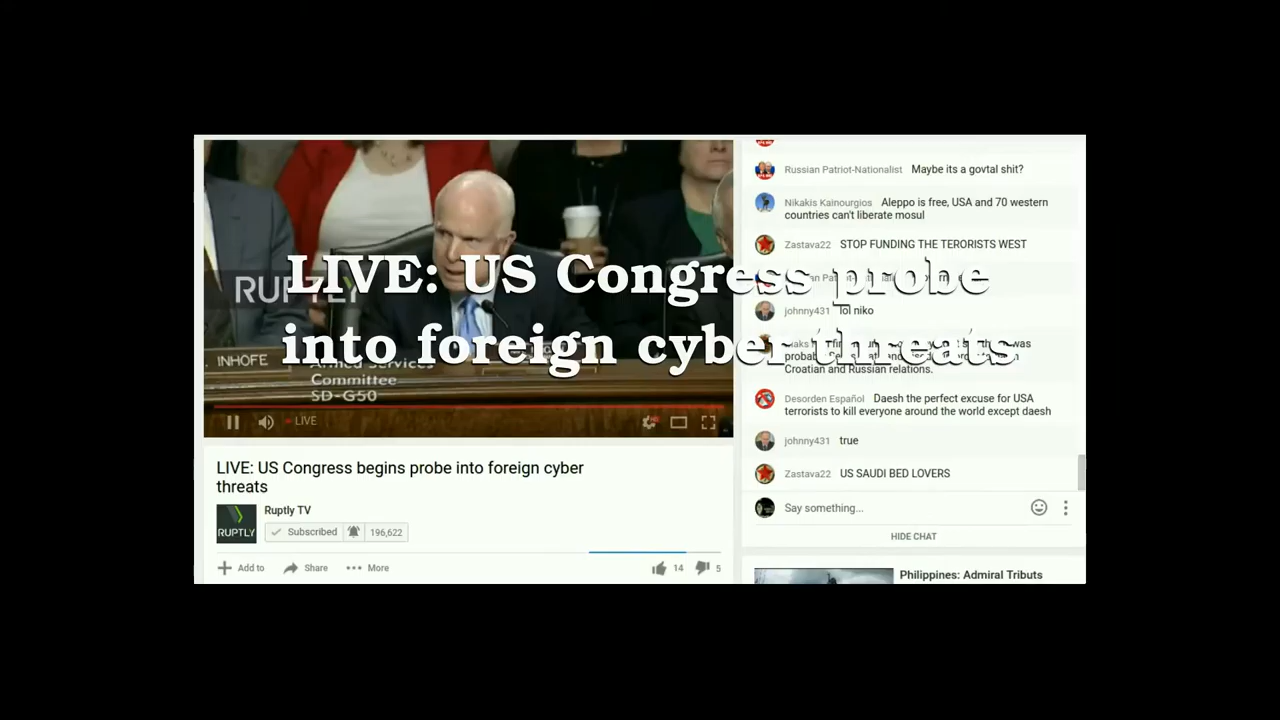 LIVE: US Congress probe
into foreign cyber threats
RUPTLY
INHOFE
Armed Services
Committee
SD-G50
LIVE
LIVE: US Congress begins probe into foreign cyber
threats
RUPTLY
Ruptly TV
Subscribed
196,622
Add to
Share
More
14
5
Russian Patriot-Nationalist Maybe its a govtal shit?
Nikakis Kainourgios Aleppo is free, USA and 70 western
countries can't liberate mosul
Zastava22 STOP FUNDING THE TERORISTS WEST
johnny431 lol niko
was
Croatian and Russian relations.
Desorden Español Daesh the perfect excuse for USA
terrorists to kill everyone around the world except daesh
johnny431 true
Zastava22 US SAUDI BED LOVERS
Say something...
HIDE CHAT
Philippines: Admiral Tributs